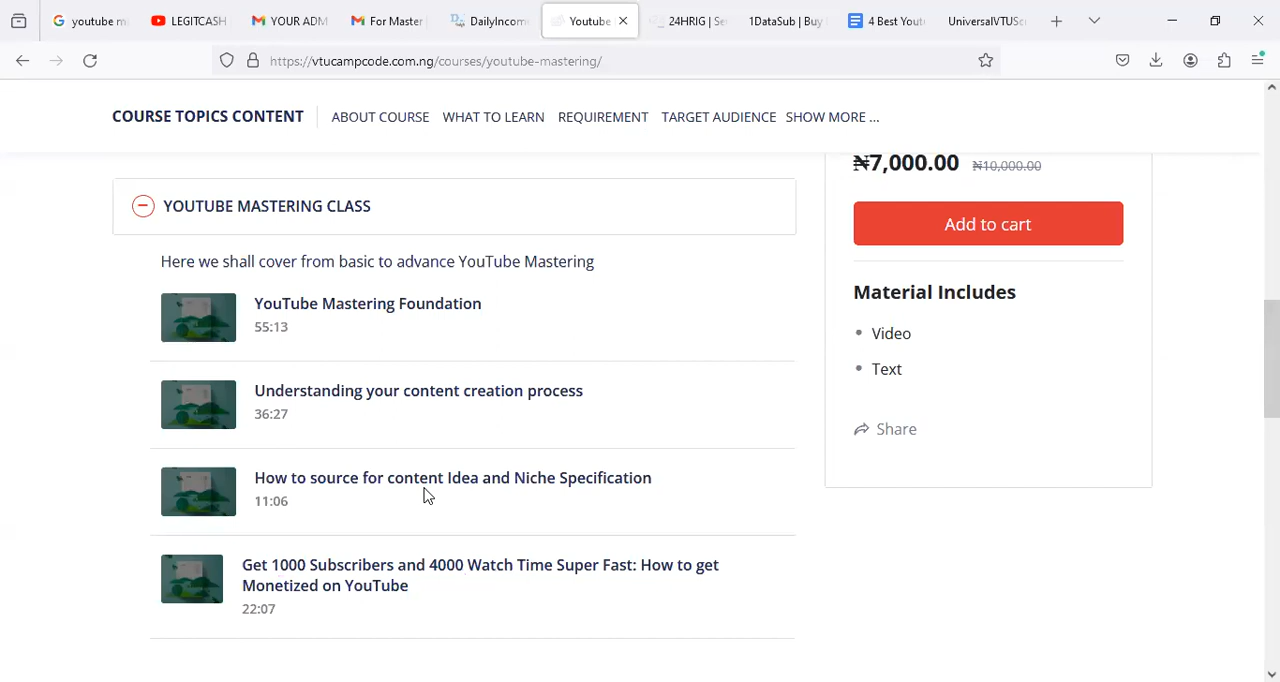 youtube m
LEGITCASH
YOUR ADM
For Master
DailyIncome
Youtube
24HRIG | Se
1DataSub | Buy
4 Best Yout
UniversalVTUSc
https://vtucampcode.com.ng/courses/youtube-mastering/
COURSE TOPICS CONTENT
ABOUT COURSE
WHAT TO LEARN
REQUIREMENT
TARGET AUDIENCE
SHOW MORE ...
₦7,000.00 ₦10,000.00
YOUTUBE MASTERING CLASS
Add to cart
Here we shall cover from basic to advance YouTube Mastering
YouTube Mastering Foundation
55:13
Material Includes
Video
Text
Understanding your content creation process
36:27
Share
How to source for content Idea and Niche Specification
11:06
Get 1000 Subscribers and 4000 Watch Time Super Fast: How to get
Monetized on YouTube
22:07